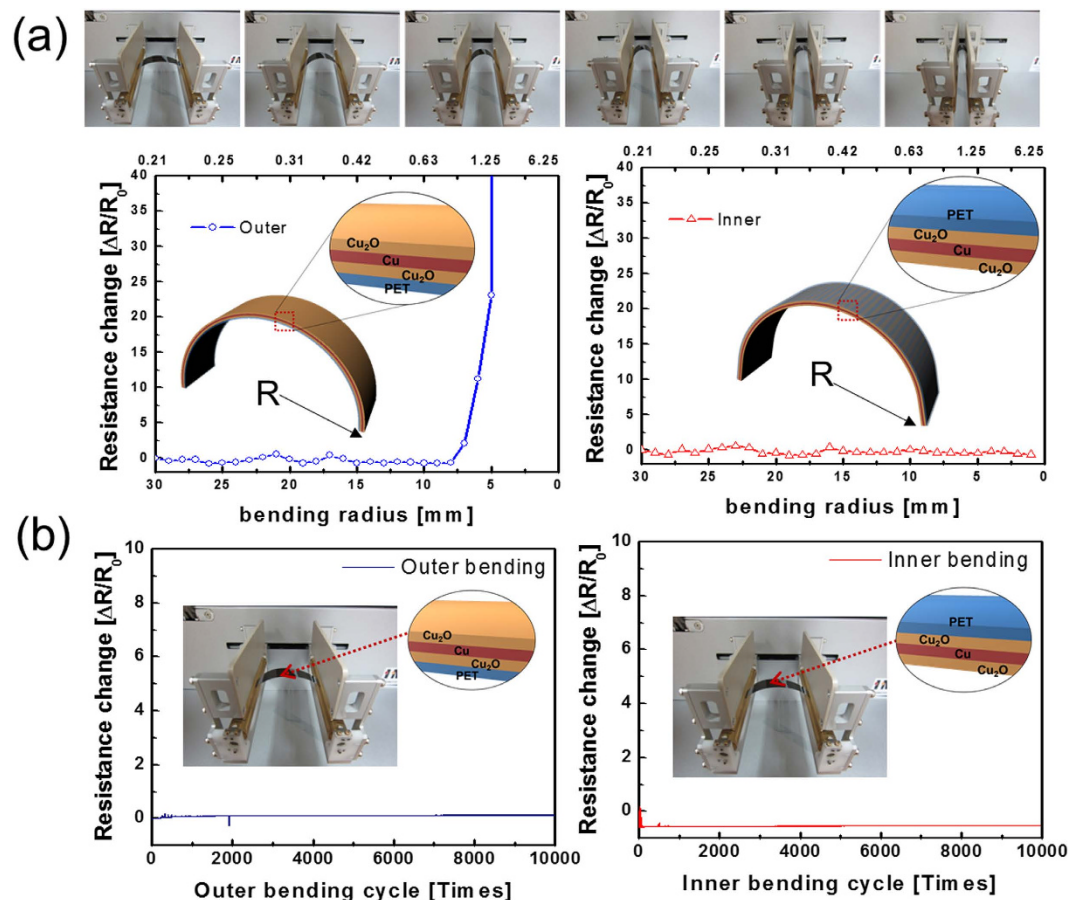 (a)
0.21 0.25 0.31 0.42 0.63 1.25 6.25
40
35
30
25
20
15
10
5
0
Resistance change [ΔR/R₀]
Outer
Cu₂O
Cu
Cu₂O
PET
R
30 25 20 15 10 5 0
bending radius [mm]
0.21 0.25 0.31 0.42 0.63 1.25 6.25
40
35
30
25
20
15
10
5
0
Resistance change [ΔR/R₀]
Inner
PET
Cu₂O
Cu
Cu₂O
R
30 25 20 15 10 5 0
bending radius [mm]
(b)
10
8
6
4
2
0
Resistance change [ΔR/R₀]
Outer bending
Cu₂O
Cu
Cu₂O
PET
0 2000 4000 6000 8000 10000
Outer bending cycle [Times]
10
8
6
4
2
0
Resistance change [ΔR/R₀]
Inner bending
PET
Cu₂O
Cu
Cu₂O
0 2000 4000 6000 8000 10000
Inner bending cycle [Times]